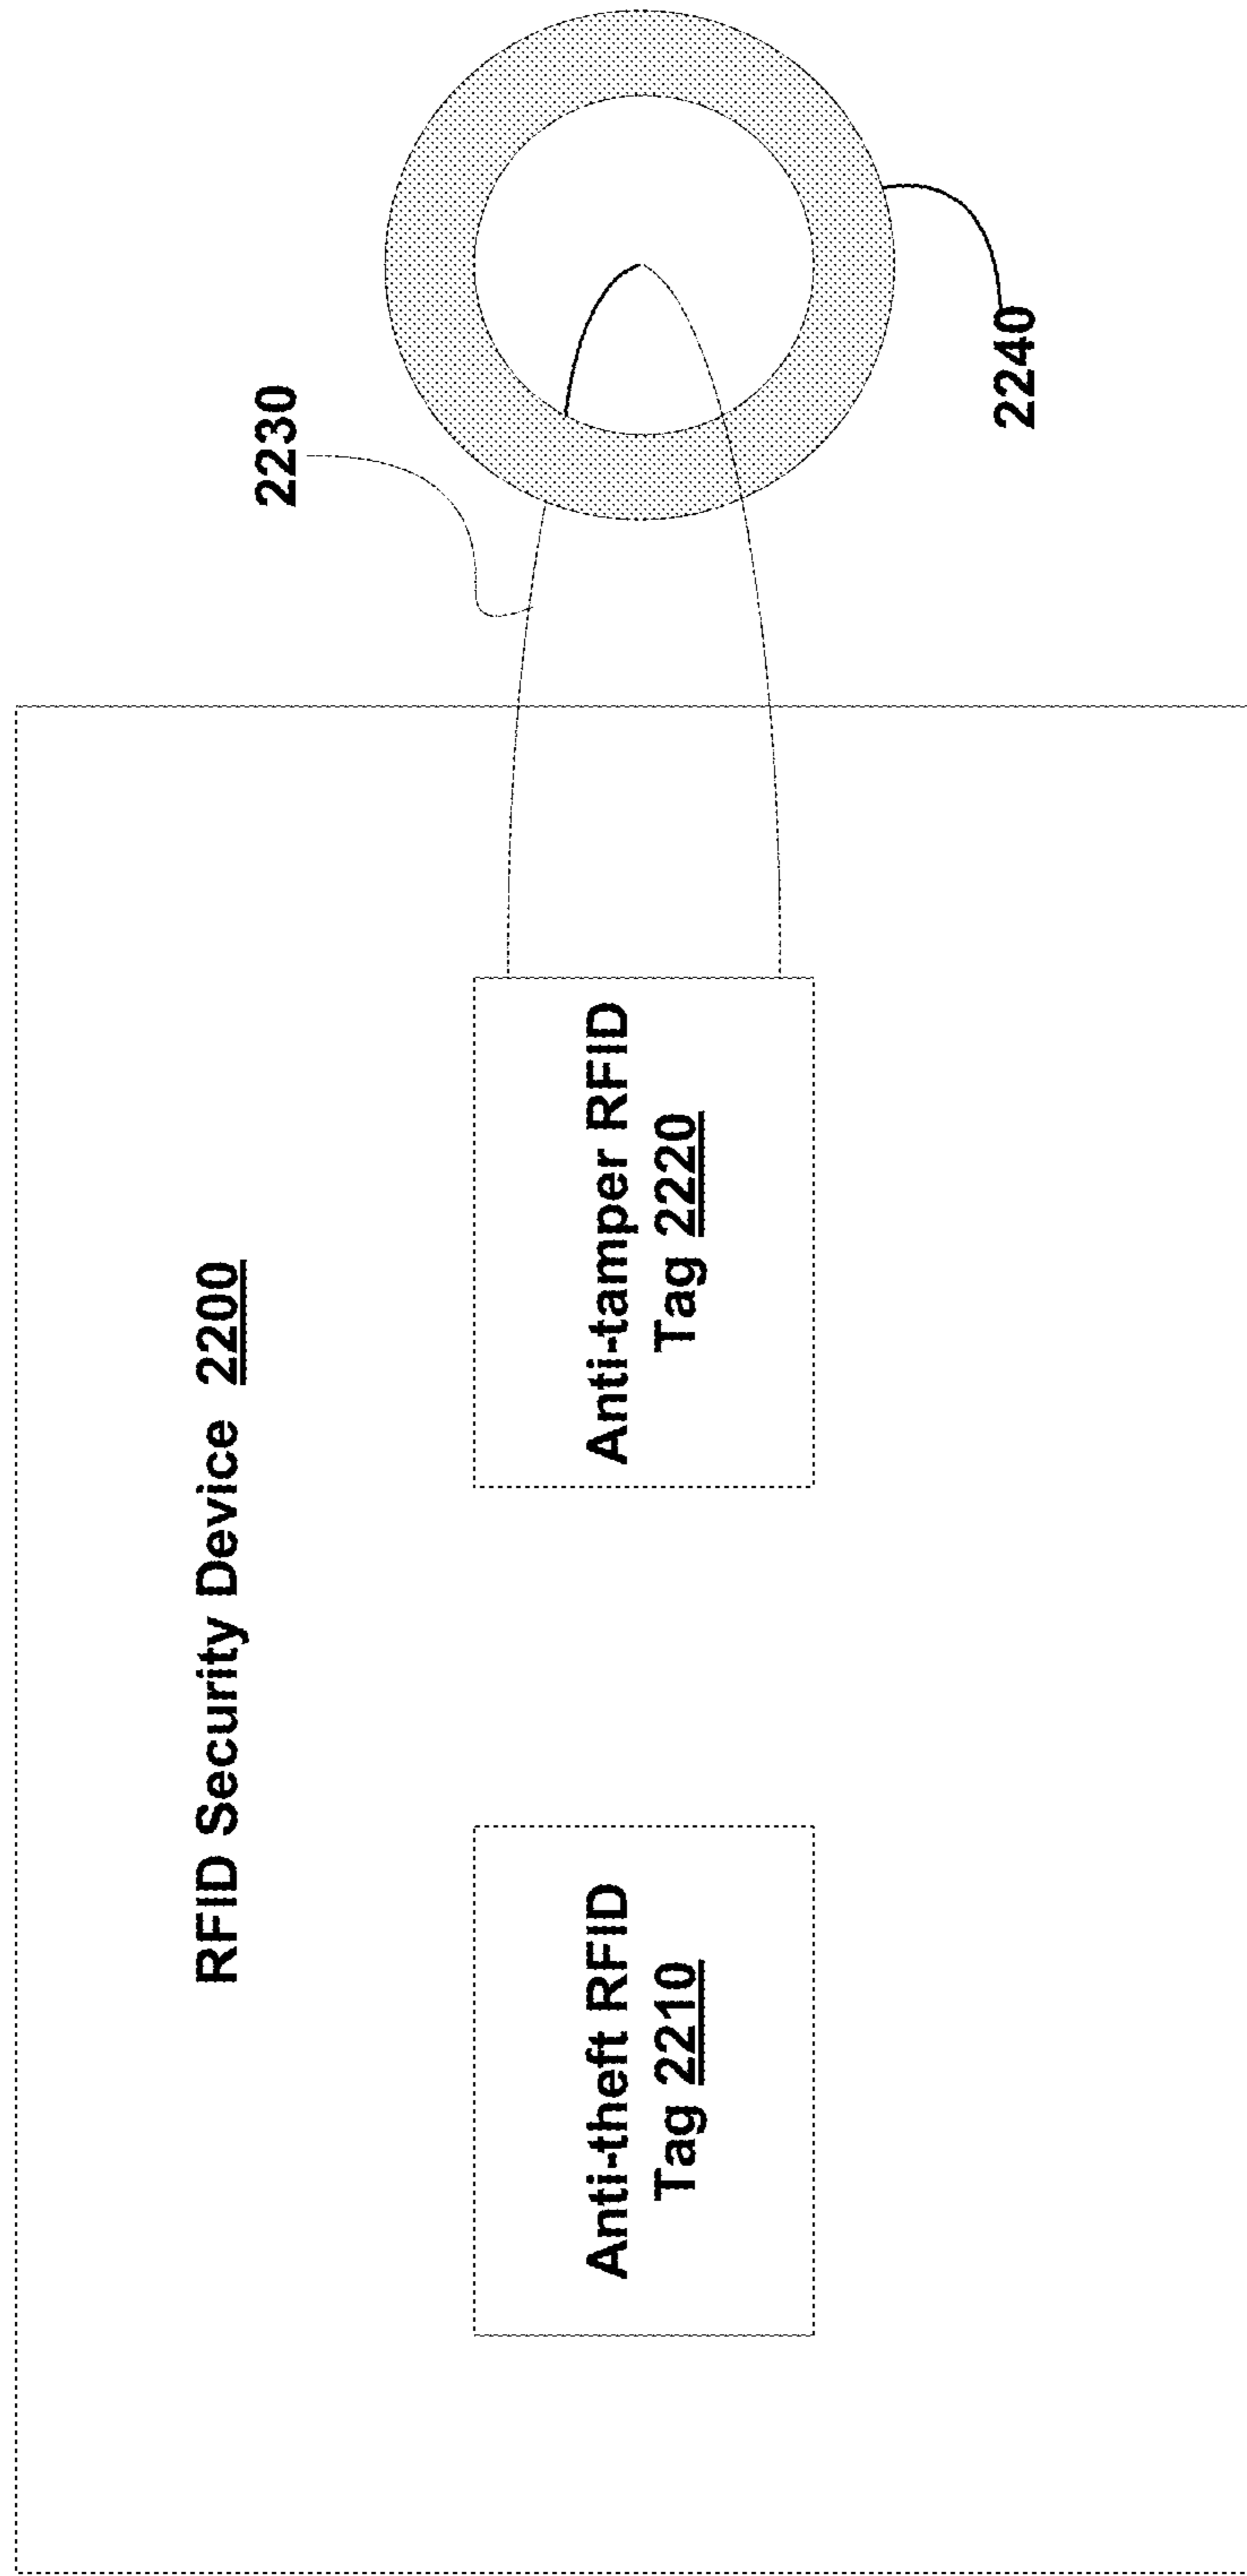 RFID Security Device 2200
Anti-theft RFID
Tag 2210
Anti-tamper RFID
Tag 2220
2230
2240